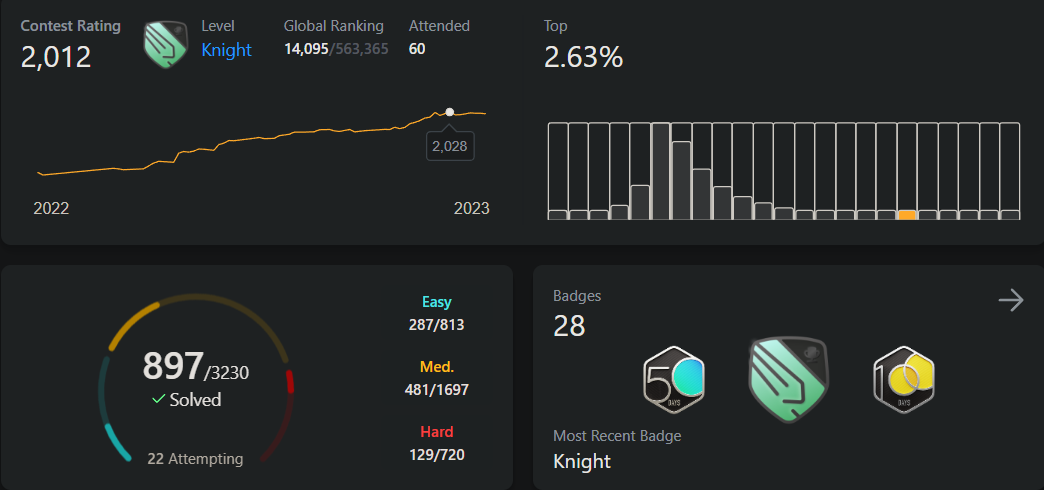 Contest Rating
2,012
Level
Knight
Global Ranking
14,095/563,365
Attended
60
Top
2.63%
2,028
2022
2023
897/3230
Solved
22 Attempting
Easy
287/813
Med.
481/1697
Hard
129/720
Badges
28
50
DAYS
100
DAYS
Most Recent Badge
Knight